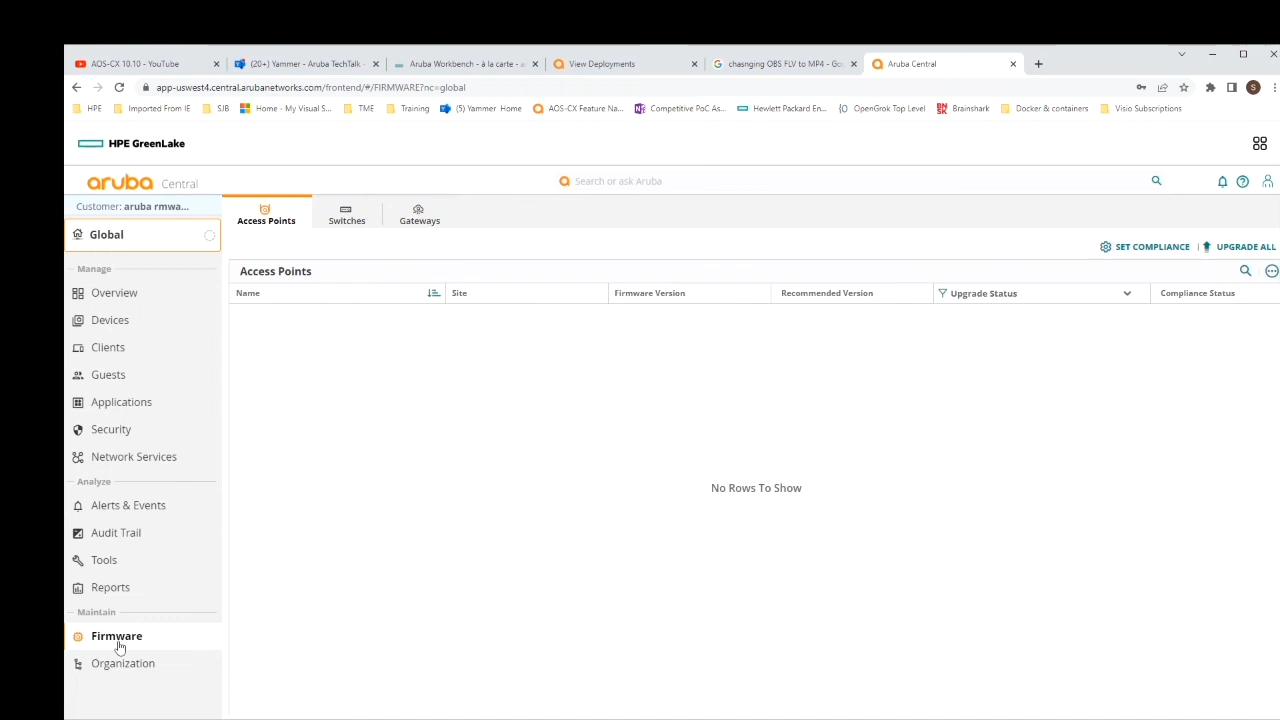 AOS-CX 10.10 - YouTube
(20+) Yammer - Aruba TechTalk -
Aruba Workbench - à la carte - a
View Deployments
chasnging OBS FLV to MP4 - Go
Aruba Central
app-uswest4.central.arubanetworks.com/frontend/*/FIRMWARE?nc=global
S
HPE
Imported From IE
SJB
Home - My Visual S...
TME
Training
(5) Yammer Home
AOS-CX Feature Na...
Competitive PoC As...
Hewlett Packard En...
OpenGrok Top Level
Brainshark
Docker & containers
Visio Subscriptions
HPE GreenLake
aruba Central
Search or ask Aruba
Customer: aruba rmwa...
Global
Access Points
Switches
Gateways
SET COMPLIANCE
UPGRADE ALL
Access Points
Name
Site
Firmware Version
Recommended Version
Upgrade Status
Compliance Status
No Rows To Show
Manage
Overview
Devices
Clients
Guests
Applications
Security
Network Services
Analyze
Alerts & Events
Audit Trail
Tools
Reports
Maintain
Firmware
Organization